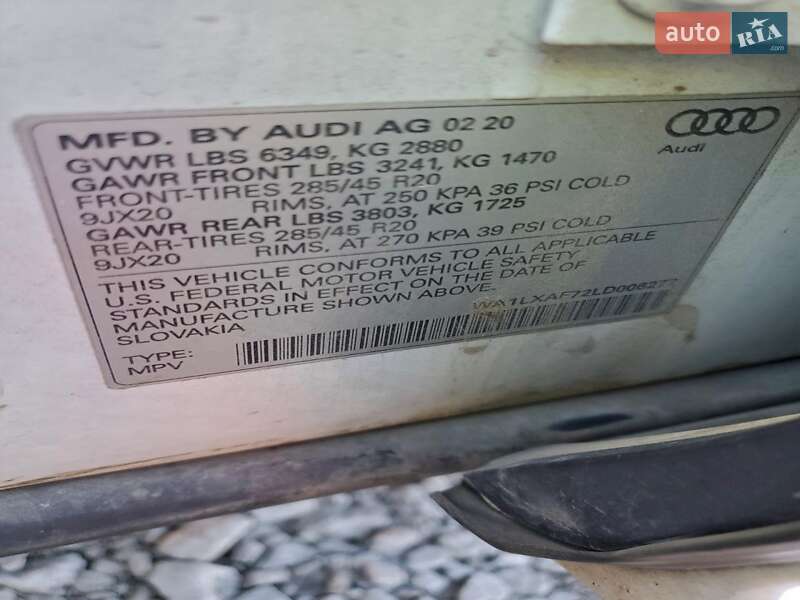 auto RIA .com
MFD. BY AUDI AG 02 20
Audi
GVWR LBS 6349, KG 2880
GAWR FRONT LBS 3241, KG 1470
FRONT-TIRES 285/45 R20
9JX20 RIMS, AT 250 KPA 36 PSI COLD
GAWR REAR LBS 3803, KG 1725
REAR-TIRES 285/45 R20
9JX20 RIMS, AT 270 KPA 39 PSI COLD
THIS VEHICLE CONFORMS TO ALL APPLICABLE
U.S. FEDERAL MOTOR VEHICLE SAFETY
STANDARDS IN EFFECT ON THE DATE OF
MANUFACTURE SHOWN ABOVE.
SLOVAKIA WA1LXAF72LD006277
TYPE:
MPV